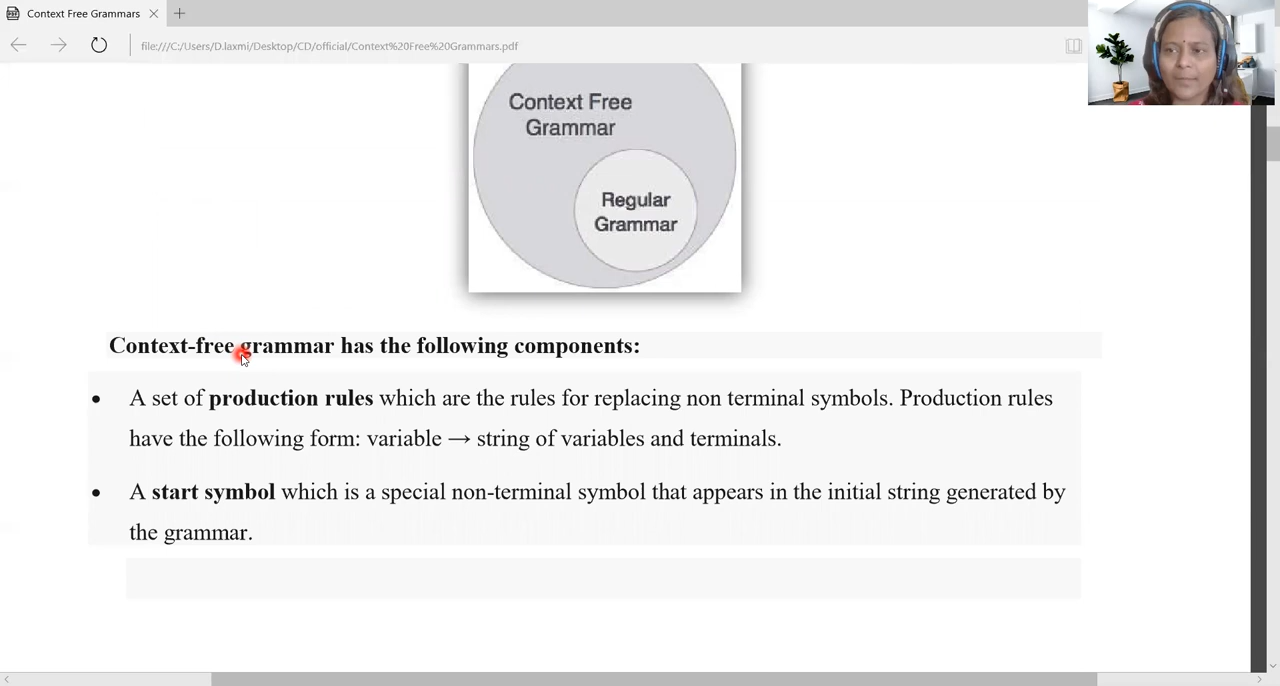 Context Free Grammars
file:///C:/Users/D.laxmi/Desktop/CD/official/Context%20Free%20Grammars.pdf
Context Free
Grammar
Regular
Grammar
Context-free grammar has the following components:
• A set of production rules which are the rules for replacing non terminal symbols. Production rules
have the following form: variable → string of variables and terminals.
• A start symbol which is a special non-terminal symbol that appears in the initial string generated by
the grammar.